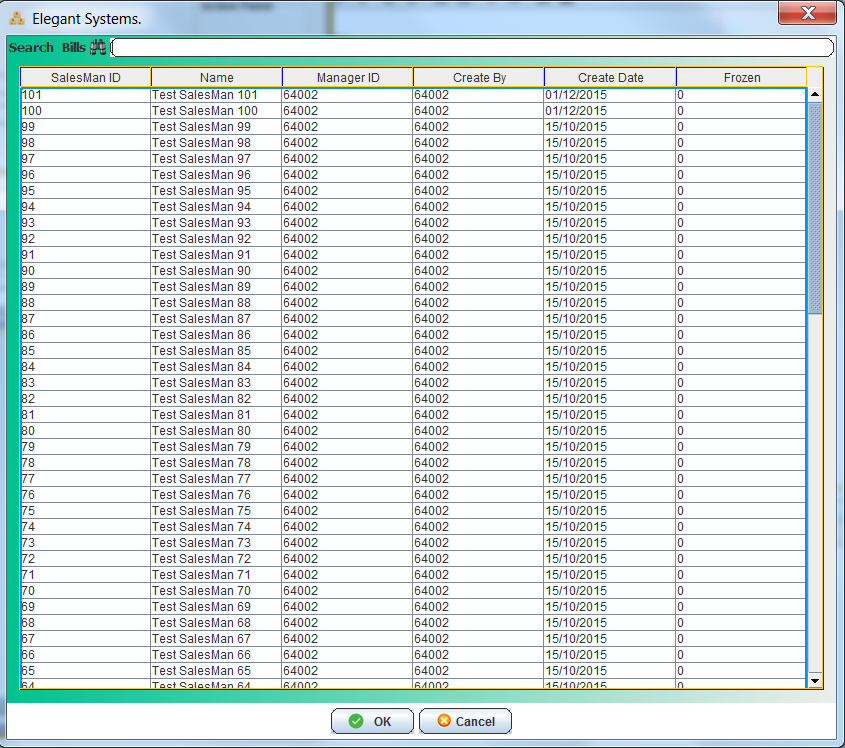 Elegant Systems.
Search Bills
SalesMan ID Name Manager ID Create By Create Date Frozen
101 Test SalesMan 101 64002 64002 01/12/2015 0
100 Test SalesMan 100 64002 64002 01/12/2015 0
99 Test SalesMan 99 64002 64002 15/10/2015 0
98 Test SalesMan 98 64002 64002 15/10/2015 0
97 Test SalesMan 97 64002 64002 15/10/2015 0
96 Test SalesMan 96 64002 64002 15/10/2015 0
95 Test SalesMan 95 64002 64002 15/10/2015 0
94 Test SalesMan 94 64002 64002 15/10/2015 0
93 Test SalesMan 93 64002 64002 15/10/2015 0
92 Test SalesMan 92 64002 64002 15/10/2015 0
91 Test SalesMan 91 64002 64002 15/10/2015 0
90 Test SalesMan 90 64002 64002 15/10/2015 0
89 Test SalesMan 89 64002 64002 15/10/2015 0
88 Test SalesMan 88 64002 64002 15/10/2015 0
87 Test SalesMan 87 64002 64002 15/10/2015 0
86 Test SalesMan 86 64002 64002 15/10/2015 0
85 Test SalesMan 85 64002 64002 15/10/2015 0
84 Test SalesMan 84 64002 64002 15/10/2015 0
83 Test SalesMan 83 64002 64002 15/10/2015 0
82 Test SalesMan 82 64002 64002 15/10/2015 0
81 Test SalesMan 81 64002 64002 15/10/2015 0
80 Test SalesMan 80 64002 64002 15/10/2015 0
79 Test SalesMan 79 64002 64002 15/10/2015 0
78 Test SalesMan 78 64002 64002 15/10/2015 0
77 Test SalesMan 77 64002 64002 15/10/2015 0
76 Test SalesMan 76 64002 64002 15/10/2015 0
75 Test SalesMan 75 64002 64002 15/10/2015 0
74 Test SalesMan 74 64002 64002 15/10/2015 0
73 Test SalesMan 73 64002 64002 15/10/2015 0
72 Test SalesMan 72 64002 64002 15/10/2015 0
71 Test SalesMan 71 64002 64002 15/10/2015 0
70 Test SalesMan 70 64002 64002 15/10/2015 0
69 Test SalesMan 69 64002 64002 15/10/2015 0
68 Test SalesMan 68 64002 64002 15/10/2015 0
67 Test SalesMan 67 64002 64002 15/10/2015 0
66 Test SalesMan 66 64002 64002 15/10/2015 0
65 Test SalesMan 65 64002 64002 15/10/2015 0
64 Test SalesMan 64 64002 64002 15/10/2015 0
OK Cancel